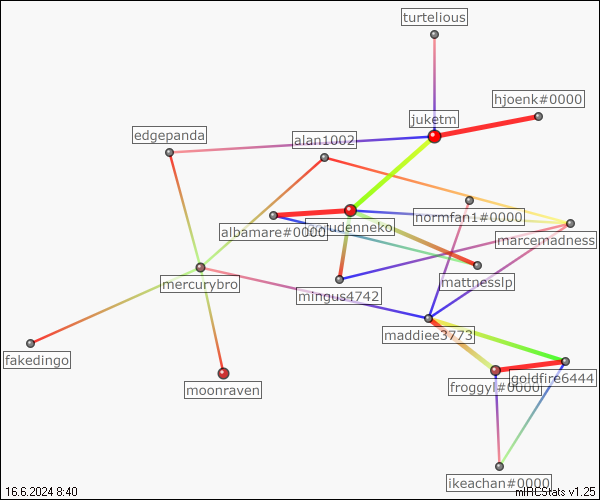 turtelious
hjoenk#0000
juketm
edgepanda
alan1002
normfan1#0000
albamare#0000
marcemadness
mercurybro
mattnesslp
mingus4742
maddiee3773
fakedingo
goldfire6444
moonraven
froggyl#0000
ikeachan#0000
16.6.2024 8:40
mIRCStats v1.25